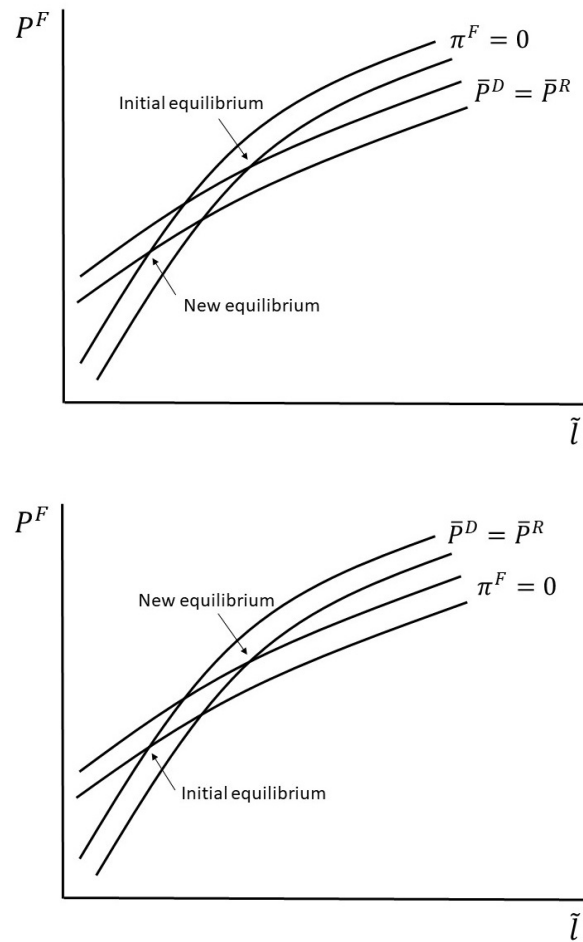 P^F
π^F = 0
P̄^D = P̄^R
Initial equilibrium
New equilibrium
l̃
P^F
P̄^D = P̄^R
π^F = 0
New equilibrium
Initial equilibrium
l̃